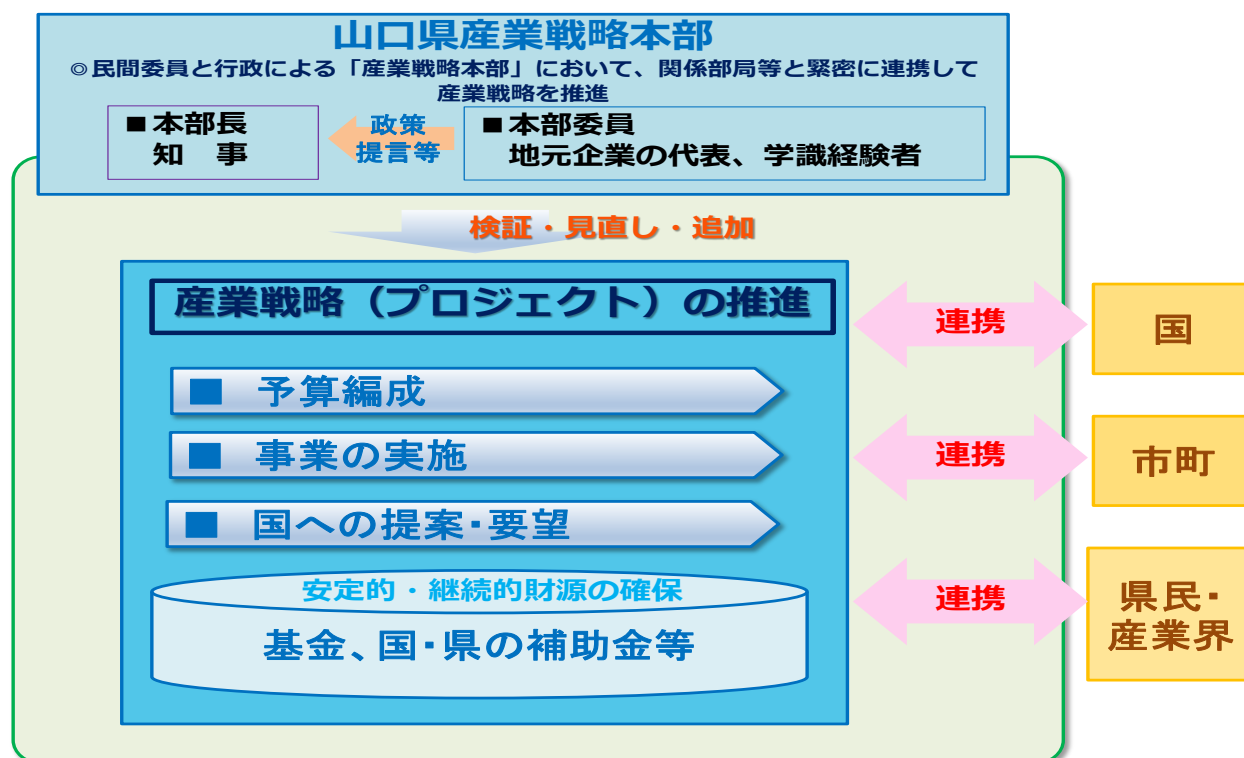 山口県産業戦略本部
◎民間委員と行政による「産業戦略本部」において、関係部局等と緊密に連携して
産業戦略を推進
■本部長
知　事
政策
提言等
■本部委員
地元企業の代表、学識経験者
検証・見直し・追加
産業戦略（プロジェクト）の推進
■ 予算編成
■ 事業の実施
■ 国への提案・要望
安定的・継続的財源の確保
基金、国・県の補助金等
連携
国
連携
市町
連携
県民・
産業界